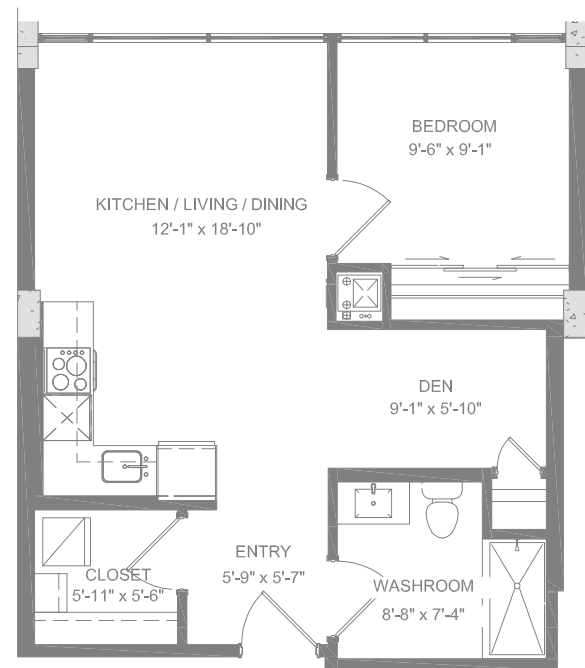 BEDROOM
9'-6" x 9'-1"
KITCHEN / LIVING / DINING
12'-1" x 18'-10"
DEN
9'-1" x 5'-10"
ENTRY
5'-9" x 5'-7"
CLOSET
5'-11" x 5'-6"
WASHROOM
8'-8" x 7'-4"